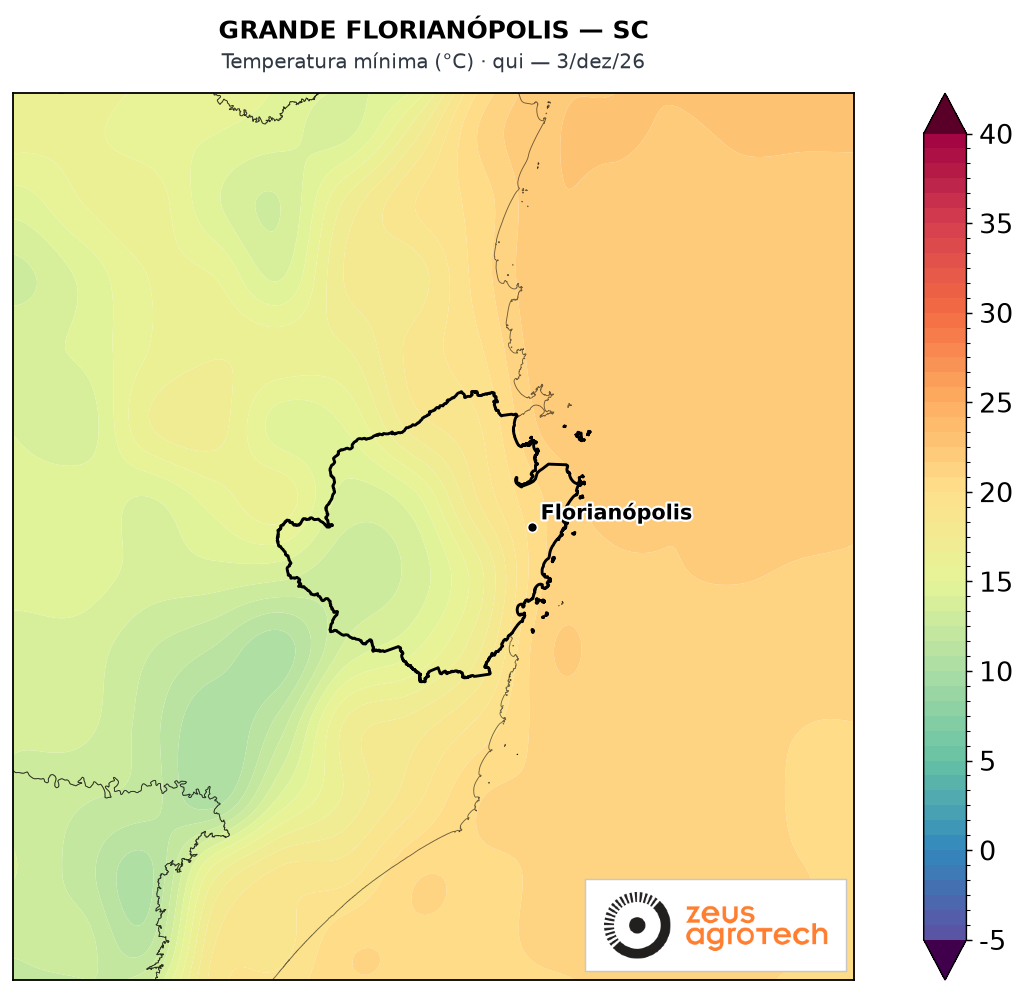 GRANDE FLORIANÓPOLIS — SC
Temperatura mínima (°C) · qui — 3/dez/26
40
35
30
25
20
15
10
5
0
-5
Florianópolis
zeus
agrotech